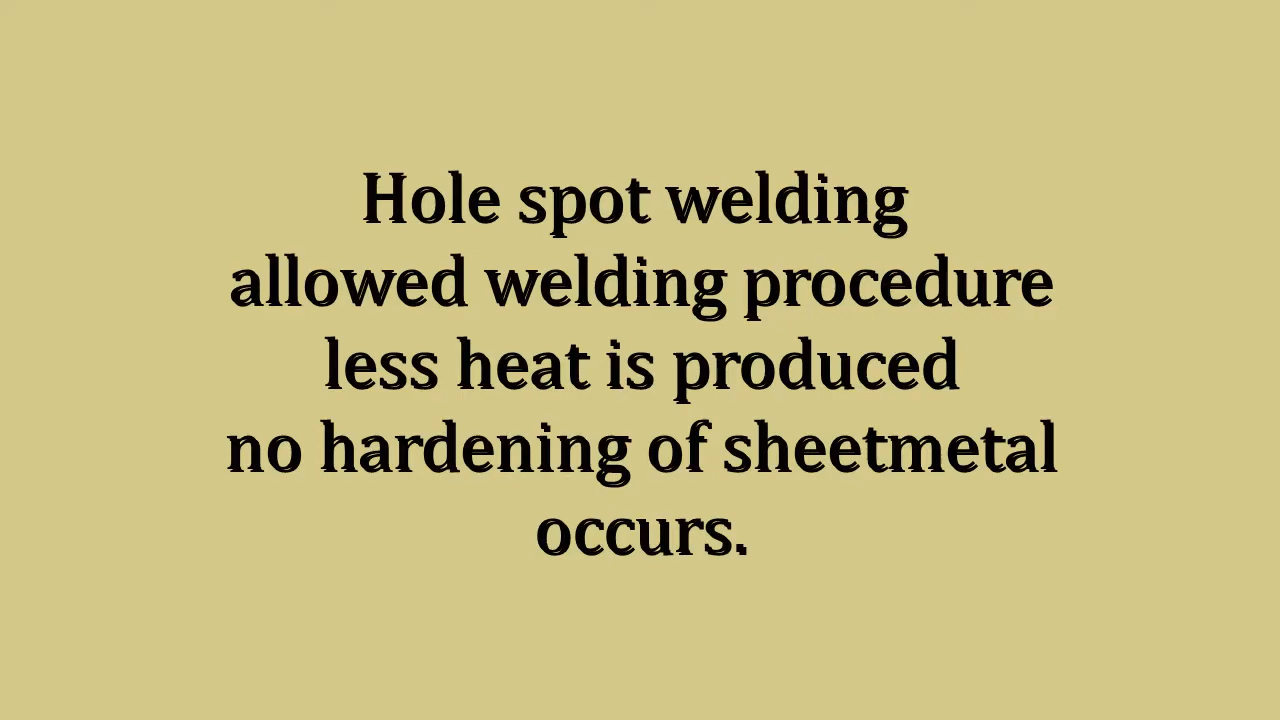 Hole spot welding
allowed welding procedure
less heat is produced
no hardening of sheetmetal
occurs.